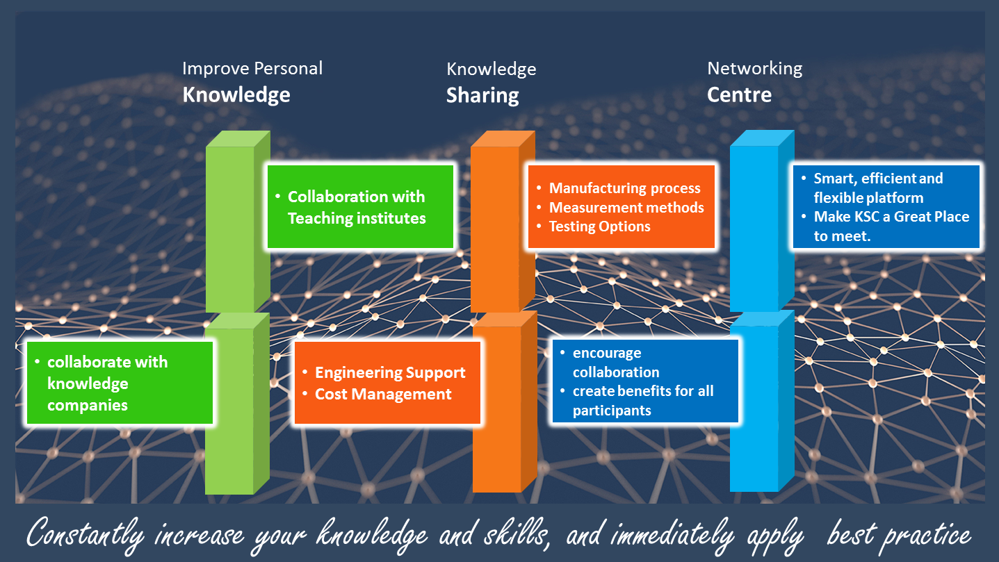 Improve Personal
Knowledge
Knowledge
Sharing
Networking
Centre
• Collaboration with
Teaching institutes
• Manufacturing process
• Measurement methods
• Testing Options
• Smart, efficient and
flexible platform
• Make KSC a Great Place
to meet.
• collaborate with
knowledge
companies
• Engineering Support
• Cost Management
• encourage
collaboration
• create benefits for all
participants
Constantly increase your knowledge and skills, and immediately apply best practice